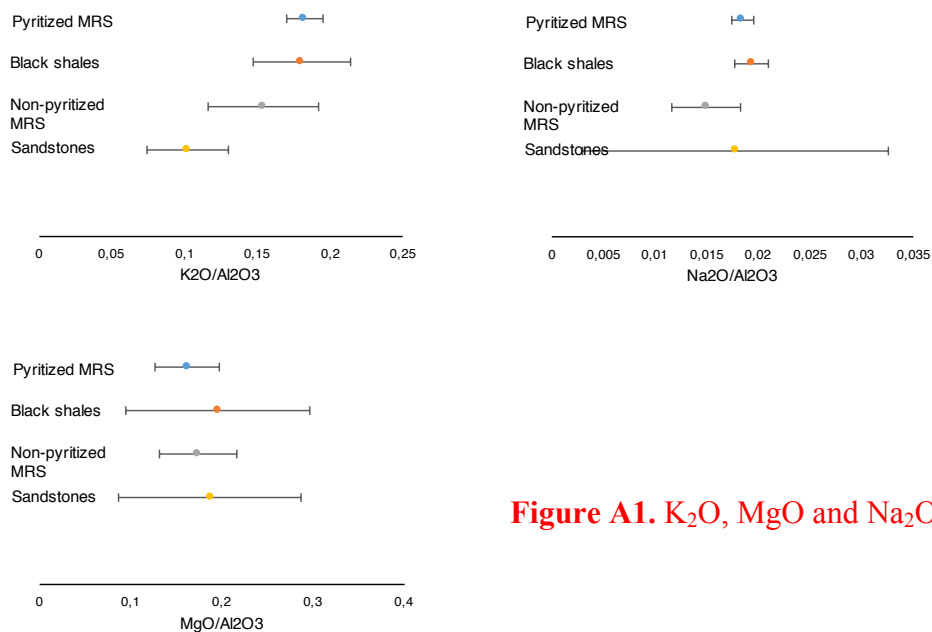 Pyritized MRS
Black shales
Non-pyritized
MRS
Sandstones
0 0,05 0,1 0,15 0,2 0,25
K2O/Al2O3
Pyritized MRS
Black shales
Non-pyritized
MRS
Sandstones
0 0,005 0,01 0,015 0,02 0,025 0,03 0,035
Na2O/Al2O3
Pyritized MRS
Black shales
Non-pyritized
MRS
Sandstones
0 0,1 0,2 0,3 0,4
MgO/Al2O3
Figure A1. K₂O, MgO and Na₂O